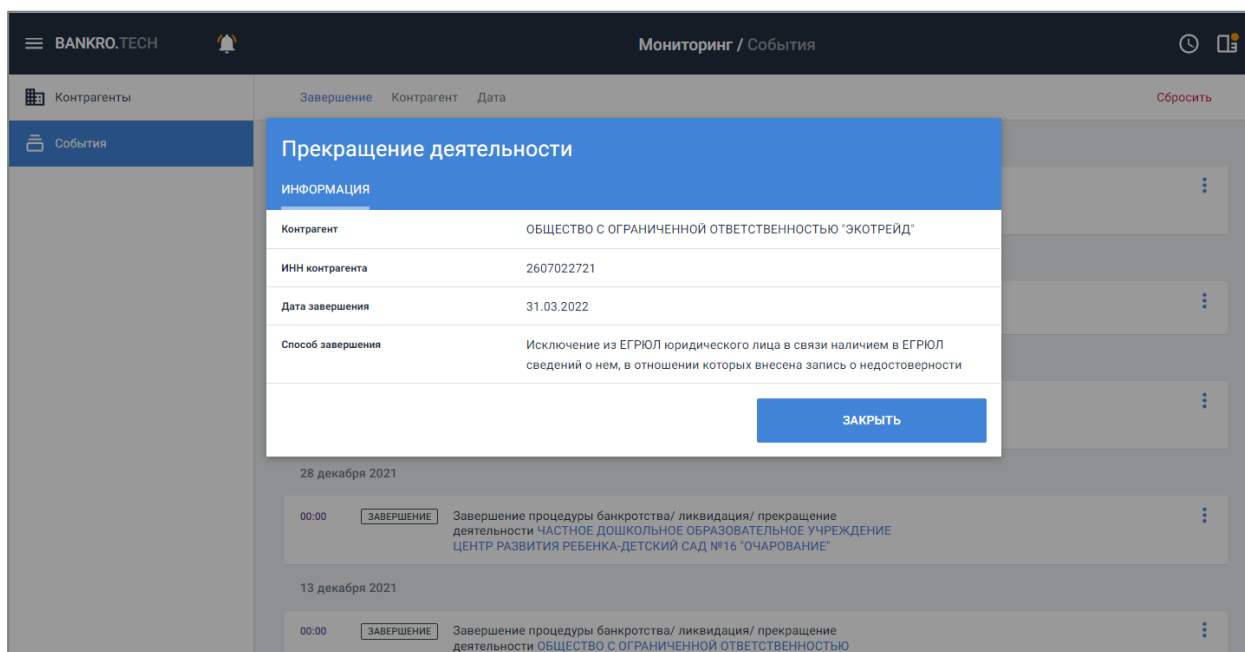 BANKRO.TECH
Мониторинг / События
Контрагенты
Завершение Контрагент Дата Сбросить
События
Прекращение деятельности
ИНФОРМАЦИЯ
Контрагент ОБЩЕСТВО С ОГРАНИЧЕННОЙ ОТВЕТСТВЕННОСТЬЮ "ЭКОТРЕЙД"
ИНН контрагента 2607022721
Дата завершения 31.03.2022
Способ завершения Исключение из ЕГРЮЛ юридического лица в связи наличием в ЕГРЮЛ
сведений о нем, в отношении которых внесена запись о недостоверности
ЗАКРЫТЬ
28 декабря 2021
00:00 ЗАВЕРШЕНИЕ Завершение процедуры банкротства/ ликвидация/ прекращение
деятельности ЧАСТНОЕ ДОШКОЛЬНОЕ ОБРАЗОВАТЕЛЬНОЕ УЧРЕЖДЕНИЕ
ЦЕНТР РАЗВИТИЯ РЕБЕНКА-ДЕТСКИЙ САД №16 "ОЧАРОВАНИЕ"
13 декабря 2021
00:00 ЗАВЕРШЕНИЕ Завершение процедуры банкротства/ ликвидация/ прекращение
деятельности ОБЩЕСТВО С ОГРАНИЧЕННОЙ ОТВЕТСТВЕННОСТЬЮ